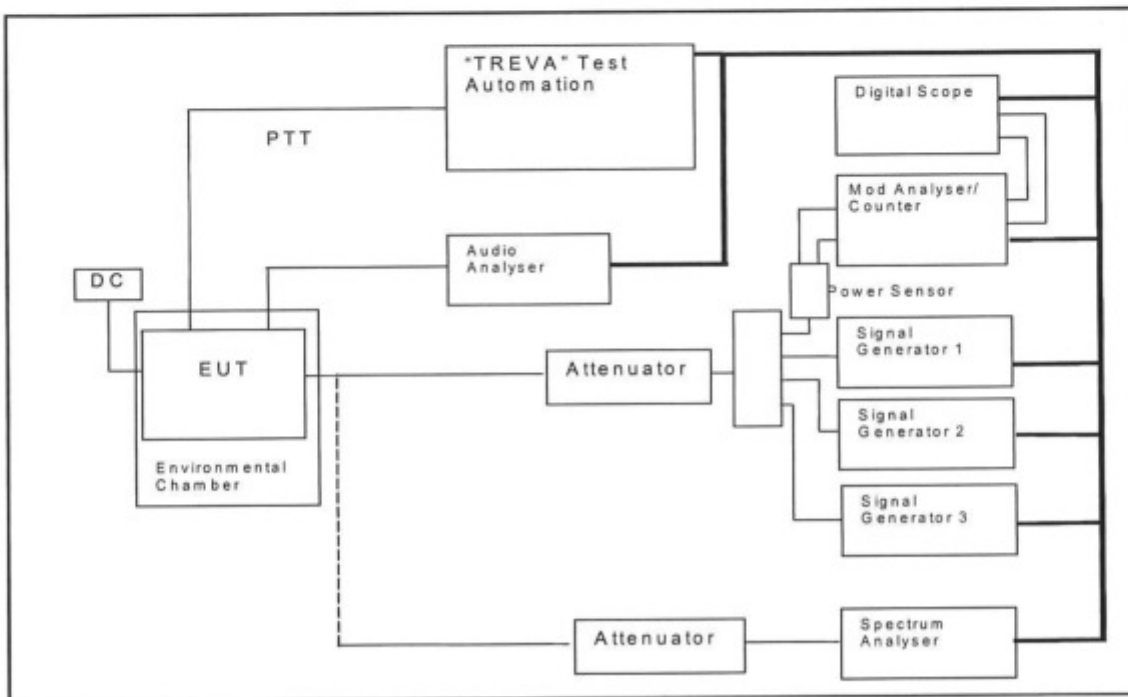 "TREVA" Test
Automation
PTT
Digital Scope
Mod Analyser/
Counter
Audio
Analyser
DC
Power Sensor
EUT
Attenuator
Signal
Generator 1
Signal
Generator 2
Environmental
Chamber
Signal
Generator 3
Attenuator
Spectrum
Analyser